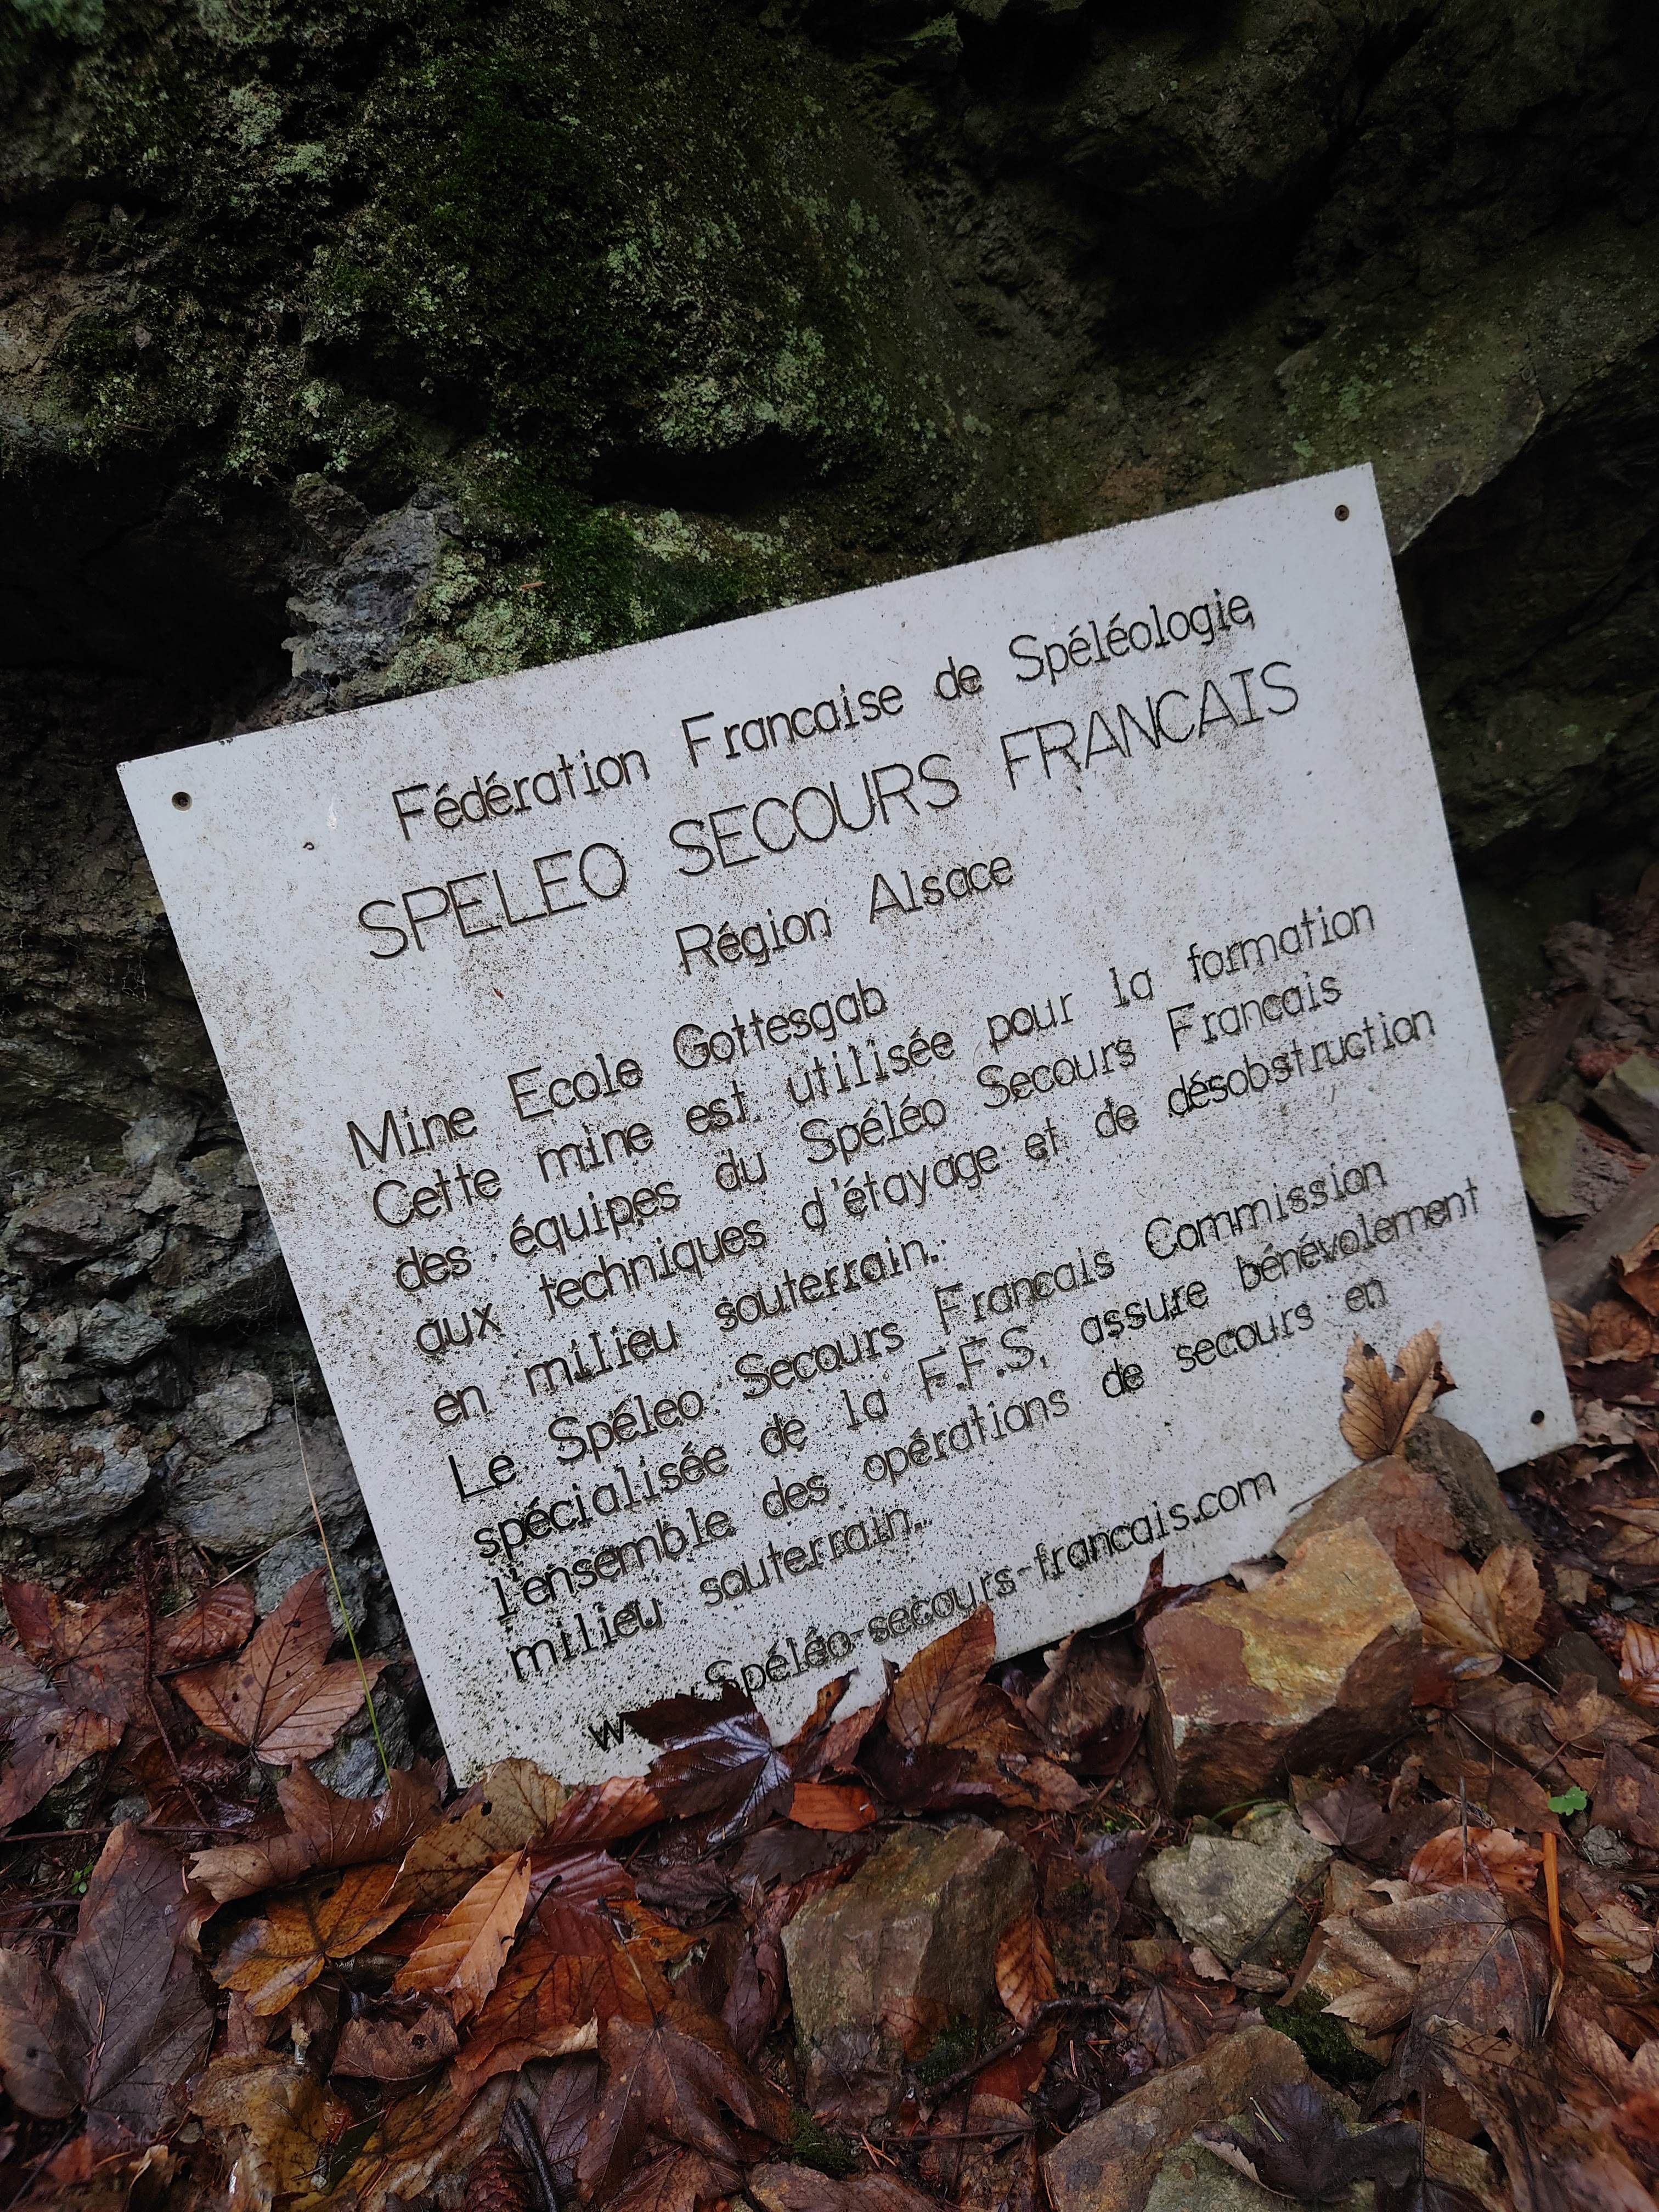 Fédération Francaise de Spéléologie
SPELEO SECOURS FRANCAIS
Région Alsace
Mine Ecole Gottesgab
Cette mine est utilisée pour la formation
des équipes du Spéléo Secours Francais
aux techniques d'étayage et de désobstruction
en milieu souterrain.
Le Spéleo Secours Francais Commission
spécialisée de la F.F.S. assure bénévolement
l'ensemble des opérations de secours en
milieu souterrain.
Spéléo-secours-francais.com